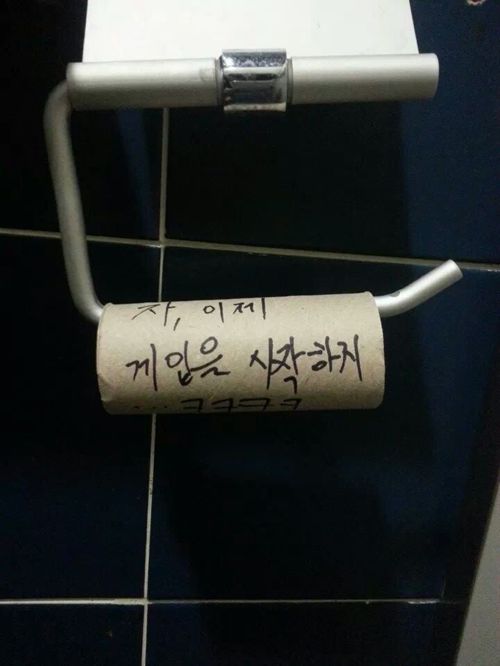 자, 이제
게임을 시작하지
...ㅋㅋㅋㅋ